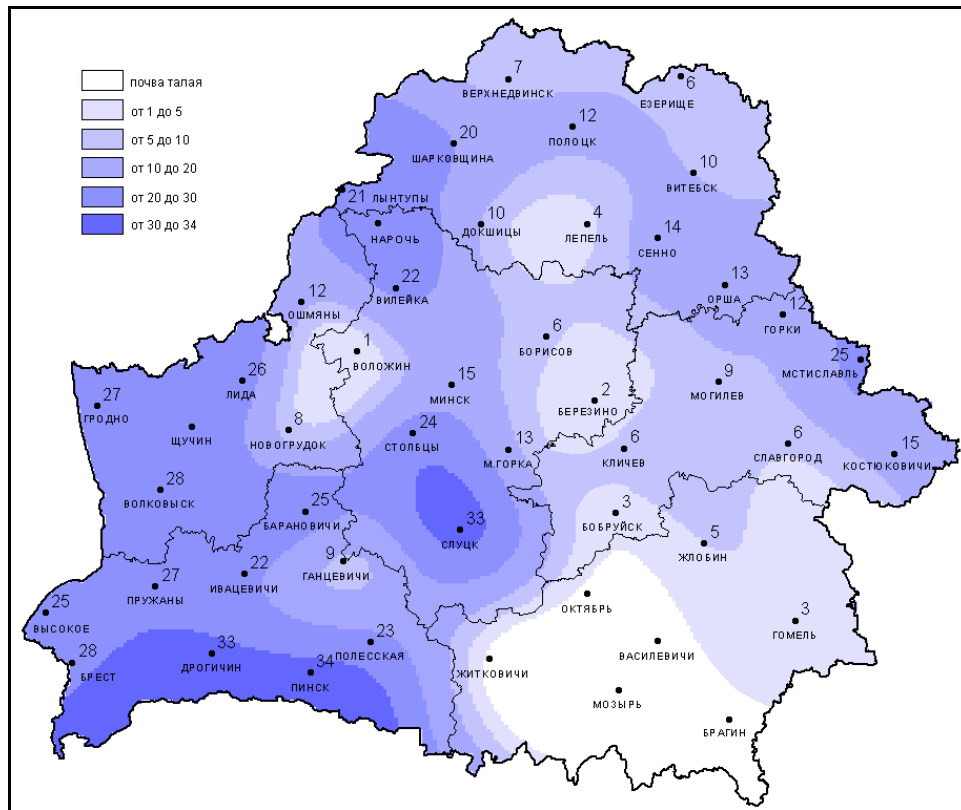 почва талая
от 1 до 5
от 5 до 10
от 10 до 20
от 20 до 30
от 30 до 34
7
ВЕРХНЕДВИНСК
6
ЕЗЕРИЩЕ
12
ПОЛОЦК
20
ШАРКОВЩИНА
10
ВИТЕБСК
21 ЛЫНТУПЫ
НАРОЧЬ
10
ДОКШИЦЫ
4
ЛЕПЕЛЬ
14
СЕННО
22
ВИЛЕЙКА
13
ОРША
12
ОШМЯНЫ
12
ГОРКИ
6
БОРИСОВ
1
ВОЛОЖИН
25
МСТИСЛАВЛЬ
26
ЛИДА
15
МИНСК
9
МОГИЛЕВ
27
ГРОДНО
2
БЕРЕЗИНО
ЩУЧИН
8
НОВОГРУДОК
24
СТОЛБЦЫ
13
М.ГОРКА
6
КЛИЧЕВ
6
СЛАВГОРОД
15
КОСТЮКОВИЧИ
28
ВОЛКОВЫСК
25
БАРАНОВИЧИ
33
СЛУЦК
3
БОБРУЙСК
5
ЖЛОБИН
9
ГАНЦЕВИЧИ
22
ИВАЦЕВИЧИ
27
ПРУЖАНЫ
ОКТЯБРЬ
25
ВЫСОКОЕ
3
ГОМЕЛЬ
23
ПОЛЕССКАЯ
ВАСИЛЕВИЧИ
28
БРЕСТ
33
ДРОГИЧИН
34
ПИНСК
ЖИТКОВИЧИ
МОЗЫРЬ
БРАГИН